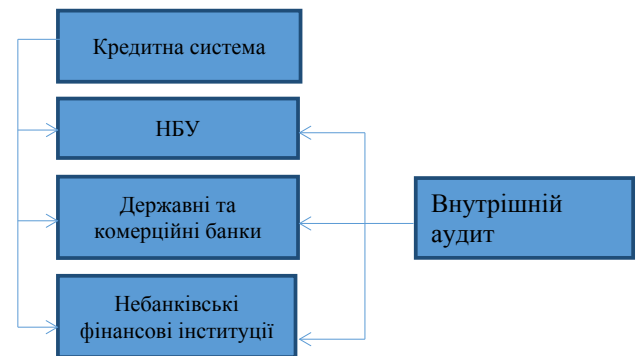 Кредитна система
НБУ
Державні та
комерційні банки
Внутрішній
аудит
Небанківські
фінансові інституції